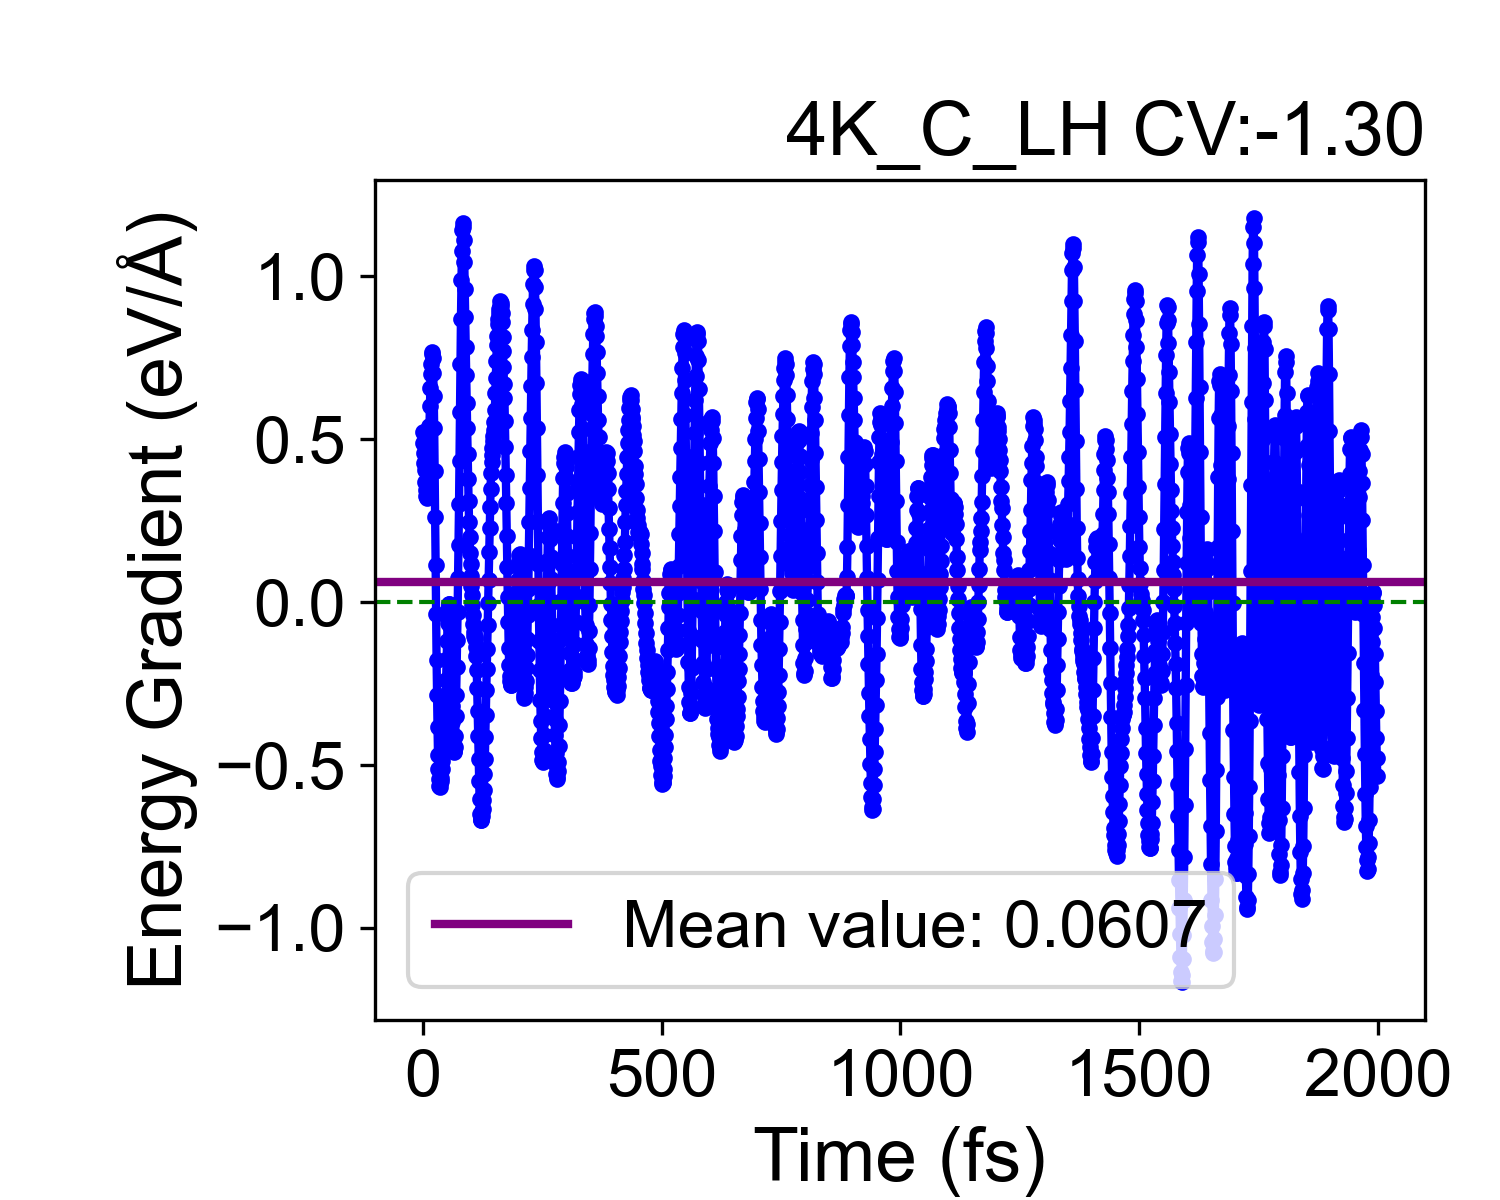 4K_C_LH CV:-1.30
Energy Gradient (eV/Å)
1.0
0.5
0.0
−0.5
−1.0
Mean value: 0.0607
0 500 1000 1500 2000
Time (fs)